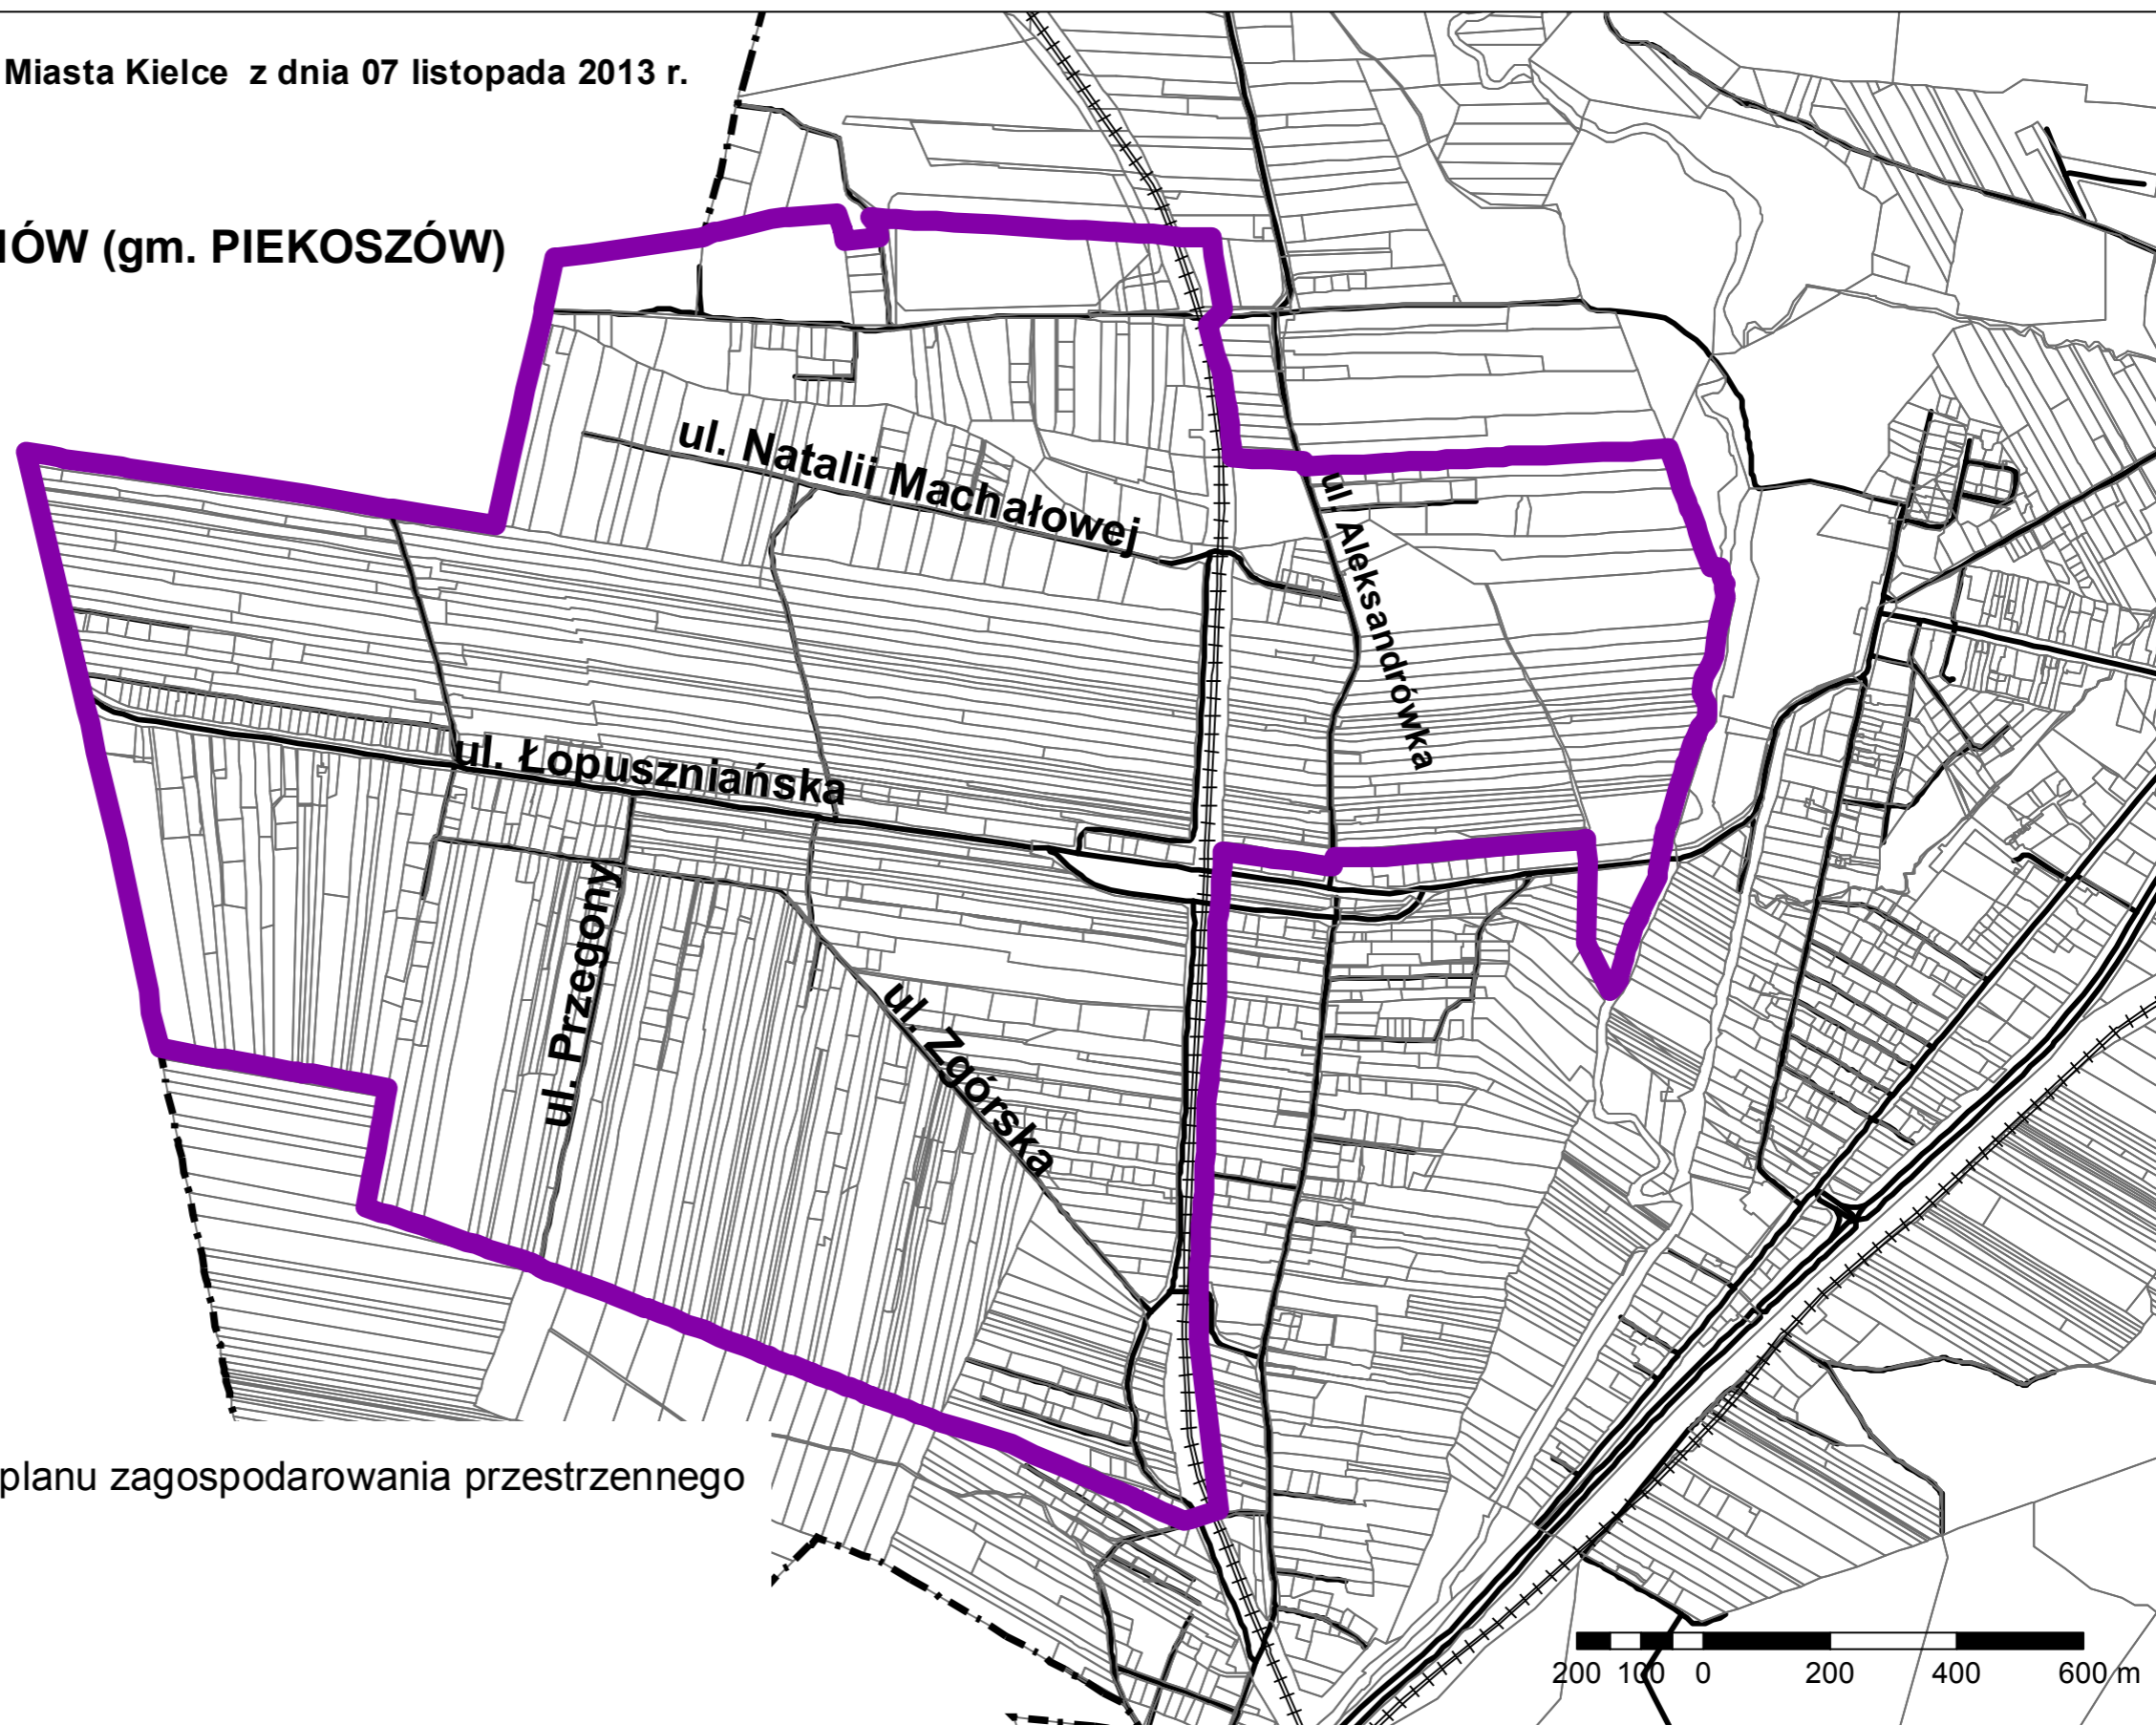 Miasta Kielce z dnia 07 listopada 2013 r.
IÓW (gm. PIEKOSZÓW)
ul. Natalii Machałowej
ul. Aleksandrówka
ul. Łopuszniańska
ul. Przegony
ul. Zgórska
planu zagospodarowania przestrzennego
200 100 0 200 400 600 m